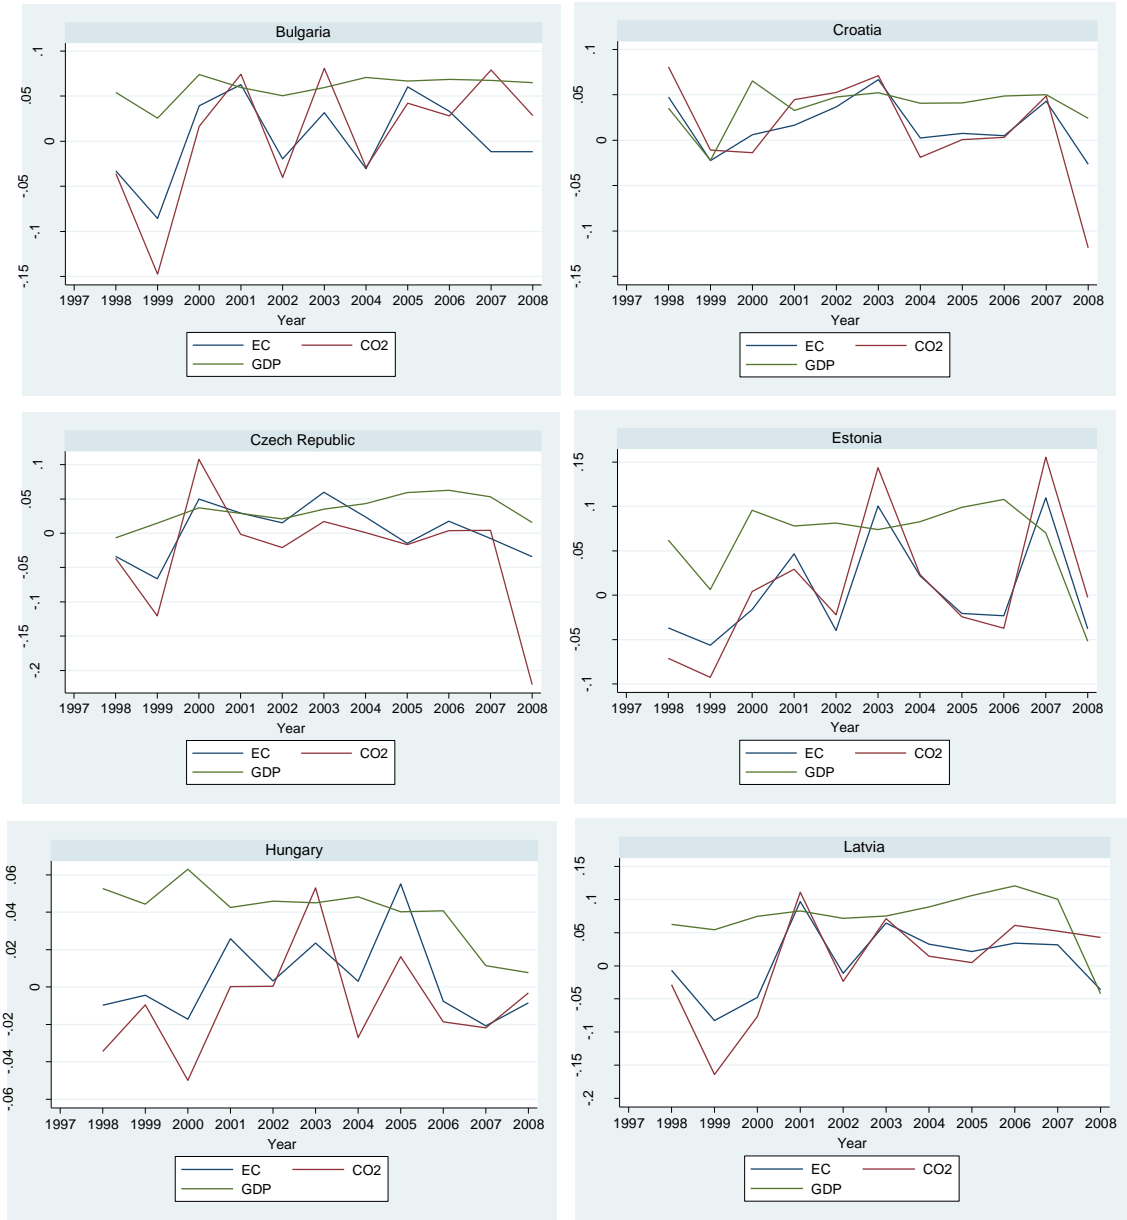 Bulgaria
.1
.05
0
-.05
-.1
-.15
1997 1998 1999 2000 2001 2002 2003 2004 2005 2006 2007 2008
Year
EC CO2
GDP
Croatia
.1
.05
0
-.05
-.1
-.15
1997 1998 1999 2000 2001 2002 2003 2004 2005 2006 2007 2008
Year
EC CO2
GDP
Czech Republic
.1
.05
0
-.05
-.1
-.15
-.2
1997 1998 1999 2000 2001 2002 2003 2004 2005 2006 2007 2008
Year
EC CO2
GDP
Estonia
.15
.1
.05
0
-.05
-.1
1997 1998 1999 2000 2001 2002 2003 2004 2005 2006 2007 2008
Year
EC CO2
GDP
Hungary
.06
.04
.02
0
-.02
-.04
-.06
1997 1998 1999 2000 2001 2002 2003 2004 2005 2006 2007 2008
Year
EC CO2
GDP
Latvia
.15
.1
.05
0
-.05
-.1
-.15
-.2
1997 1998 1999 2000 2001 2002 2003 2004 2005 2006 2007 2008
Year
EC CO2
GDP